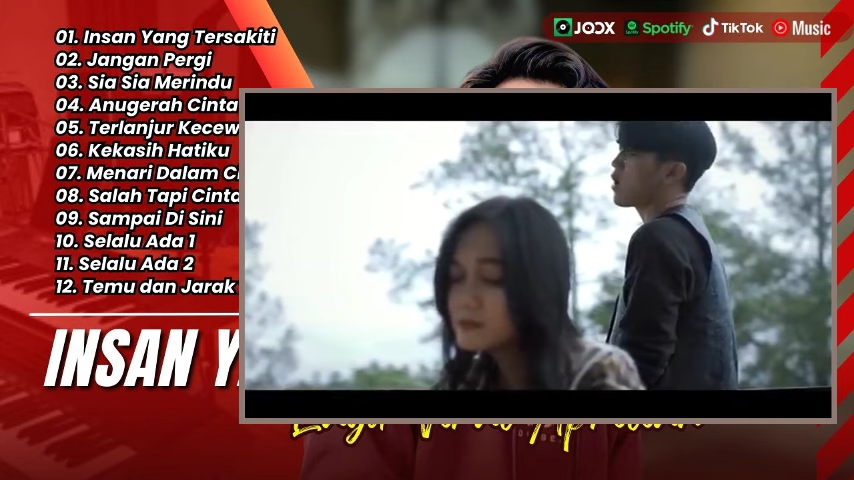 JOOX Spotify TikTok Music
01. Insan Yang Tersakiti
02. Jangan Pergi
03. Sia Sia Merindu
04. Anugerah Cinta
05. Terlanjur Kecew
06. Kekasih Hatiku
07. Menari Dalam
08. Salah Tapi Cinta
09. Sampai Di Sini
10. Selalu Ada 1
11. Selalu Ada 2
12. Temu dan Jarak
INSAN